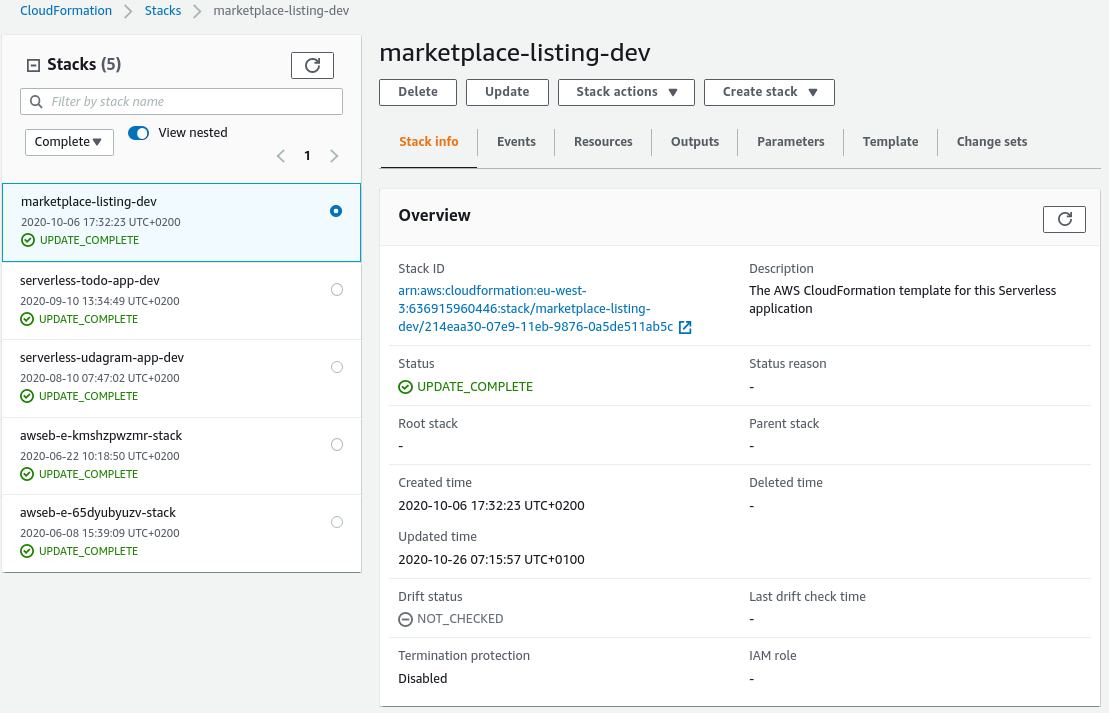 CloudFormation > Stacks > marketplace-listing-dev
Stacks (5)
Filter by stack name
Complete
View nested
1
marketplace-listing-dev
2020-10-06 17:32:23 UTC+0200
UPDATE_COMPLETE
serverless-todo-app-dev
2020-09-10 13:34:49 UTC+0200
UPDATE_COMPLETE
serverless-udagram-app-dev
2020-08-10 07:47:02 UTC+0200
UPDATE_COMPLETE
awseb-e-kmshzpwzmr-stack
2020-06-22 10:18:50 UTC+0200
UPDATE_COMPLETE
awseb-e-65dyubyuzv-stack
2020-06-08 15:39:09 UTC+0200
UPDATE_COMPLETE
marketplace-listing-dev
Delete Update Stack actions Create stack
Stack info Events Resources Outputs Parameters Template Change sets
Overview
Stack ID
arn:aws:cloudformation:eu-west-
3:636915960446:stack/marketplace-listing-
dev/214eaa30-07e9-11eb-9876-0a5de511ab5c
Description
The AWS CloudFormation template for this Serverless
application
Status
UPDATE_COMPLETE
Status reason
-
Root stack
-
Parent stack
-
Created time
2020-10-06 17:32:23 UTC+0200
Deleted time
-
Updated time
2020-10-26 07:15:57 UTC+0100
Drift status
NOT_CHECKED
Last drift check time
-
Termination protection
Disabled
IAM role
-